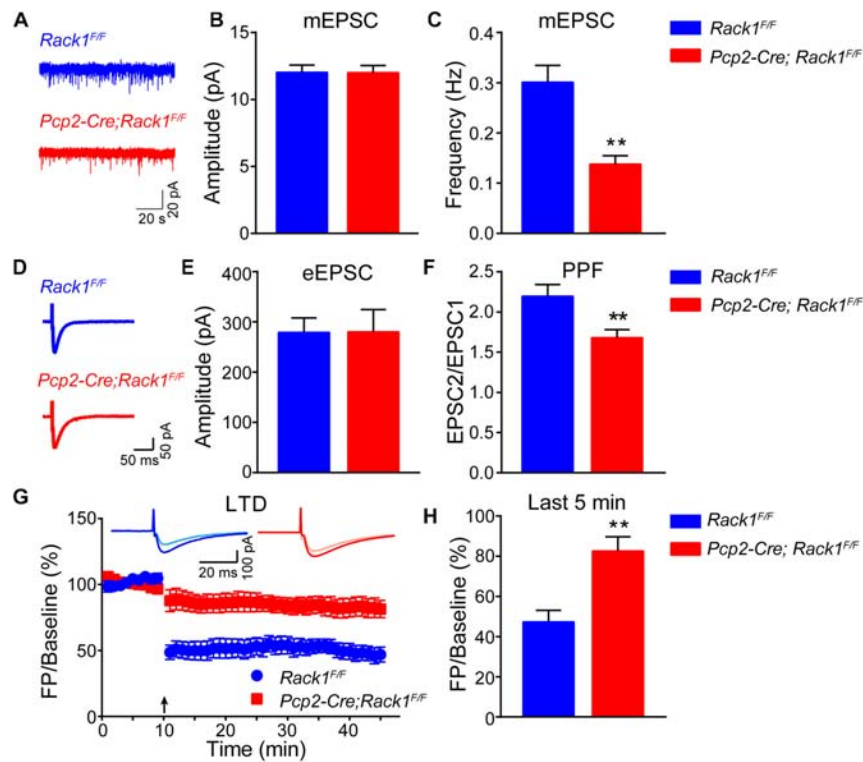 A
Rack1F/F
Pcp2-Cre;Rack1F/F
20 s
20 pA
B
mEPSC
Amplitude (pA)
15
10
5
0
C
mEPSC
Frequency (Hz)
0.4
0.3
0.2
0.1
0.0
**
Rack1F/F
Pcp2-Cre; Rack1F/F
D
Rack1F/F
Pcp2-Cre;Rack1F/F
50 ms
50 pA
E
eEPSC
Amplitude (pA)
400
300
200
100
0
F
PPF
EPSC2/EPSC1
2.5
2.0
1.5
1.0
0.5
0.0
**
Rack1F/F
Pcp2-Cre; Rack1F/F
G
LTD
FP/Baseline (%)
150
100
50
0
20 ms
100 pA
Rack1F/F
Pcp2-Cre;Rack1F/F
0 10 20 30 40
Time (min)
H
Last 5 min
FP/Baseline (%)
100
80
60
40
20
0
**
Rack1F/F
Pcp2-Cre; Rack1F/F